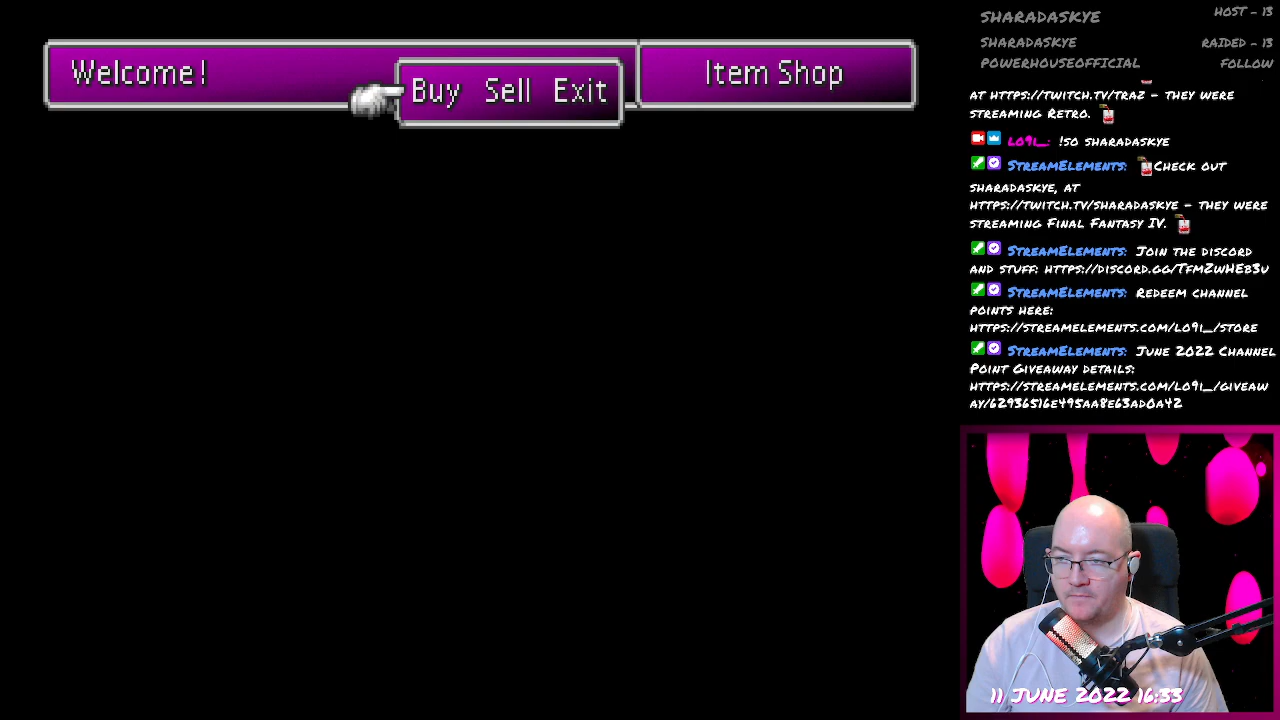 Welcome!
Buy Sell Exit
Item Shop
SHARADASKYE HOST - 13
SHARADASKYE RAIDED - 13
POWERHOUSEOFFICIAL FOLLOW
AT HTTPS://TWITCH.TV/TRAZ - THEY WERE
STREAMING RETRO.
LO9I_: !SO SHARADASKYE
STREAMELEMENTS: CHECK OUT
SHARADASKYE, AT
HTTPS://TWITCH.TV/SHARADASKYE - THEY WERE
STREAMING FINAL FANTASY IV.
STREAMELEMENTS: JOIN THE DISCORD
AND STUFF: HTTPS://DISCORD.GG/TFMZWHE83U
STREAMELEMENTS: REDEEM CHANNEL
POINTS HERE:
HTTPS://STREAMELEMENTS.COM/LO9I_/STORE
STREAMELEMENTS: JUNE 2022 CHANNEL
POINT GIVEAWAY DETAILS:
HTTPS://STREAMELEMENTS.COM/LO9I_/GIVEAW
AY/62936516E495AA8E63AD0A42
11 JUNE 2022 16:33